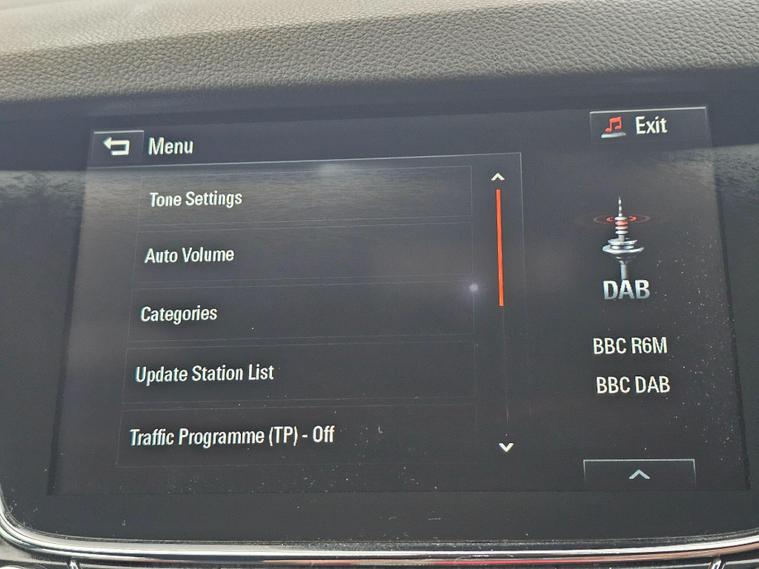 Menu
Exit
Tone Settings
Auto Volume
Categories
Update Station List
Traffic Programme (TP) - Off
DAB
BBC R6M
BBC DAB